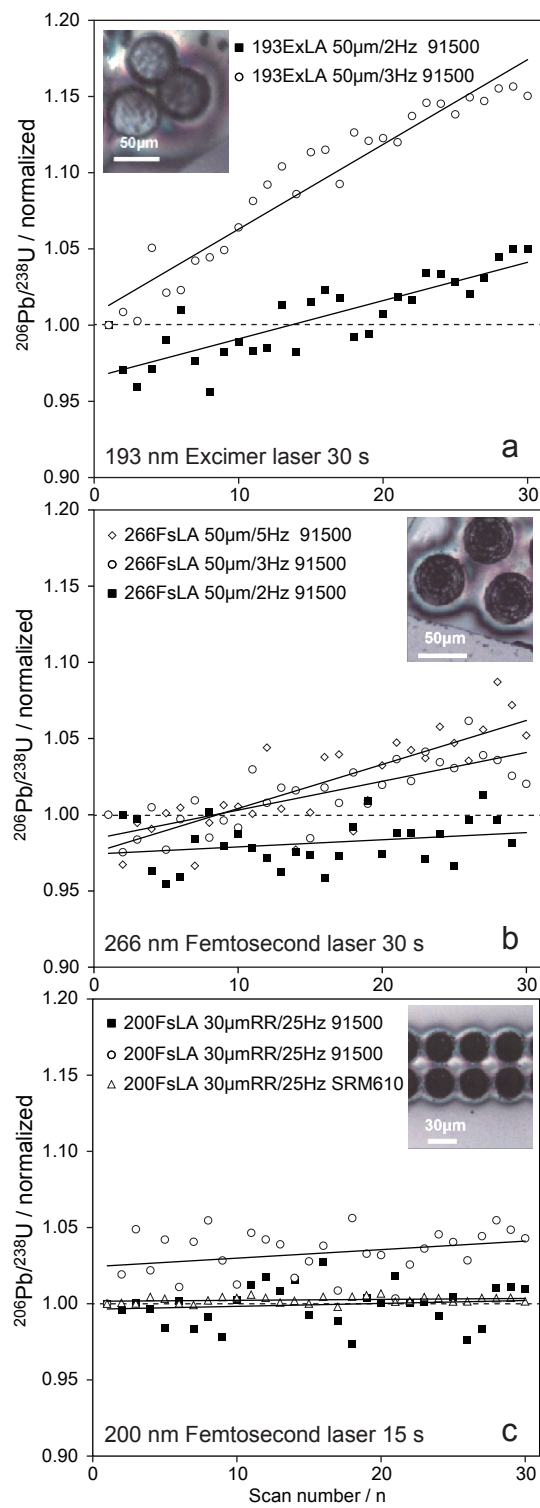 1.20
193ExLA 50µm/2Hz 91500
193ExLA 50µm/3Hz 91500
50µm
1.15
1.10
1.05
1.00
0.95
0.90
²⁰⁶Pb/²³⁸U / normalized
193 nm Excimer laser 30 s
a
0 10 20 30
1.20
266FsLA 50µm/5Hz 91500
266FsLA 50µm/3Hz 91500
266FsLA 50µm/2Hz 91500
50µm
1.15
1.10
1.05
1.00
0.95
0.90
²⁰⁶Pb/²³⁸U / normalized
266 nm Femtosecond laser 30 s
b
0 10 20 30
1.20
200FsLA 30µmRR/25Hz 91500
200FsLA 30µmRR/25Hz 91500
200FsLA 30µmRR/25Hz SRM610
30µm
1.15
1.10
1.05
1.00
0.95
0.90
²⁰⁶Pb/²³⁸U / normalized
200 nm Femtosecond laser 15 s
c
0 10 20 30
Scan number / n